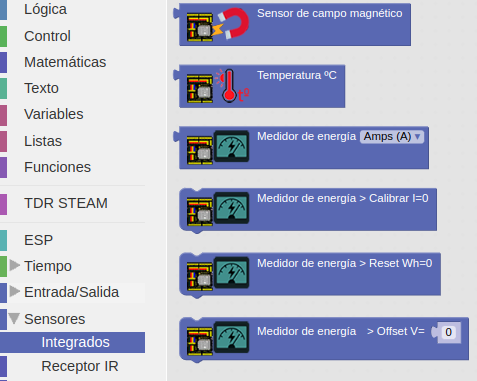 Lógica
Control
Matemáticas
Texto
Variables
Listas
Funciones
TDR STEAM
ESP
Tiempo
Entrada/Salida
Sensores
Integrados
Receptor IR
Sensor de campo magnético
Temperatura ºC
Medidor de energía Amps (A) ▾
Medidor de energía > Calibrar I=0
Medidor de energía > Reset Wh=0
Medidor de energía > Offset V= 0